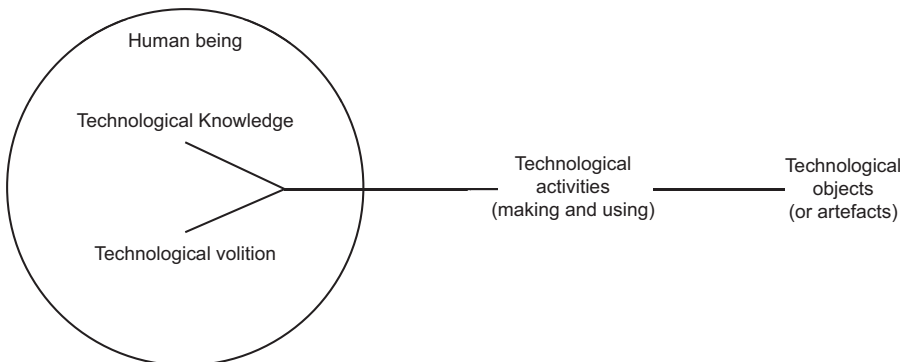 Human being
Technological Knowledge
Technological volition
Technological
activities
(making and using)
Technological
objects
(or artefacts)